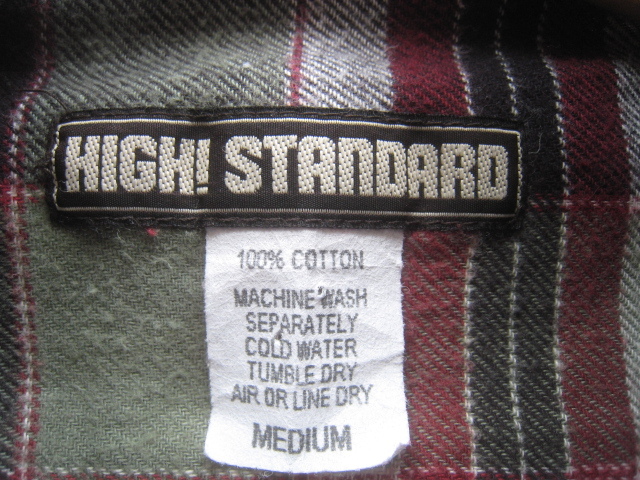 HIGH! STANDARD
100% COTTON
MACHINE WASH
SEPARATELY
COLD WATER
TUMBLE DRY
AIR OR LINE DRY
MEDIUM